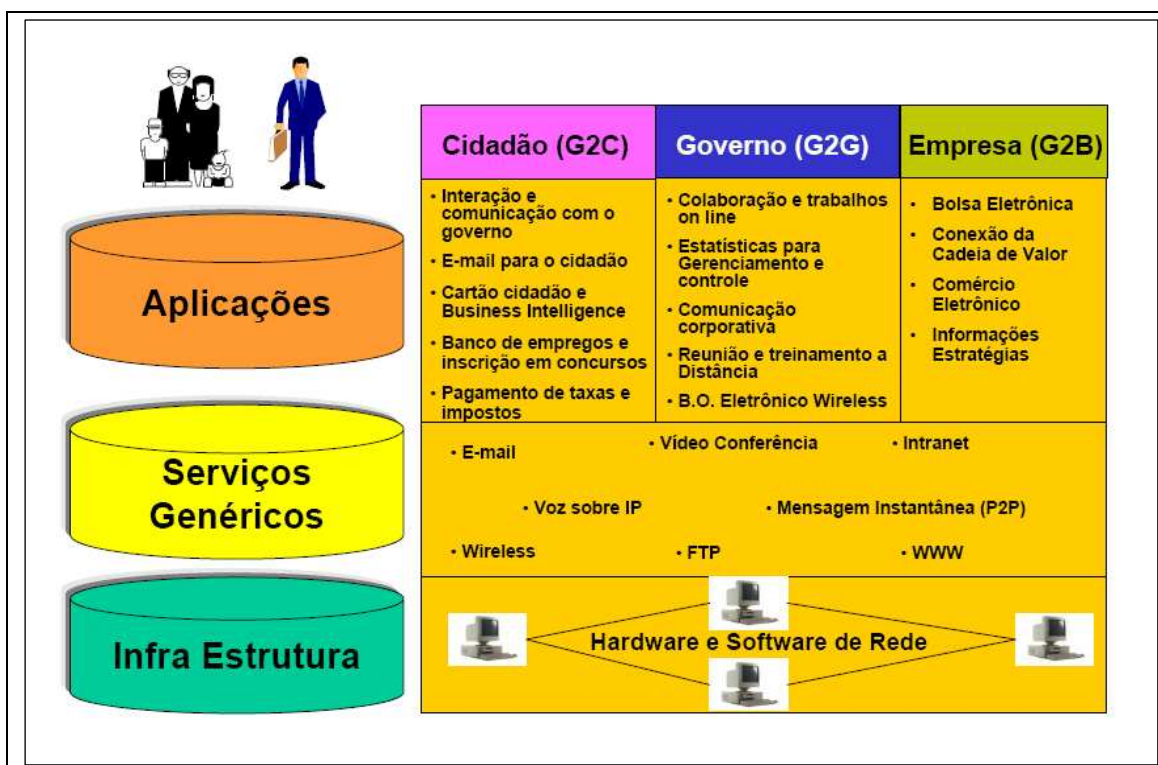 Cidadão (G2C)
Governo (G2G)
Empresa (G2B)
Aplicações
• Interação e
comunicação com o
governo
• E-mail para o cidadão
• Cartão cidadão e
Business Intelligence
• Banco de empregos e
inscrição em concursos
• Pagamento de taxas e
impostos
• Colaboração e trabalhos
on line
• Estatísticas para
Gerenciamento e
controle
• Comunicação
corporativa
• Reunião e treinamento a
Distância
• B.O. Eletrônico Wireless
• Bolsa Eletrônica
• Conexão da
Cadeia de Valor
• Comércio
Eletrônico
• Informações
Estratégias
Serviços
Genéricos
• E-mail
• Vídeo Conferência
• Intranet
• Voz sobre IP
• Mensagem Instantânea (P2P)
• Wireless
• FTP
• WWW
Infra Estrutura
Hardware e Software de Rede